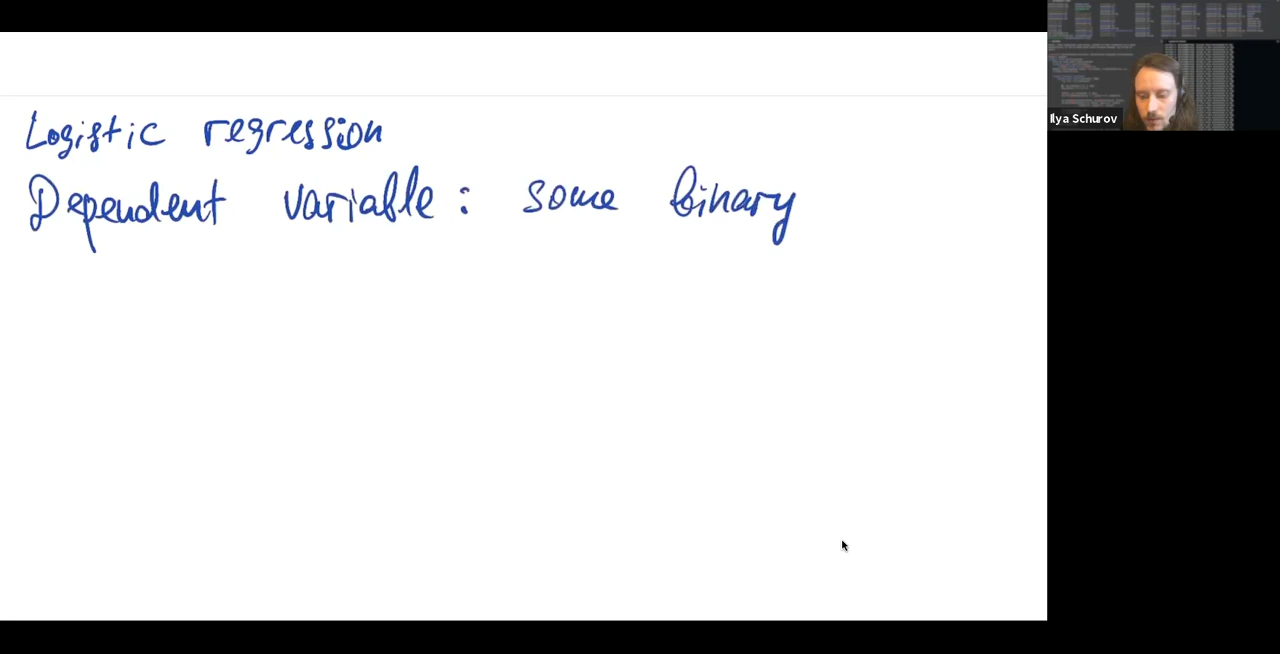 Logistic regression
Dependent variable: some binary
Ilya Schurov